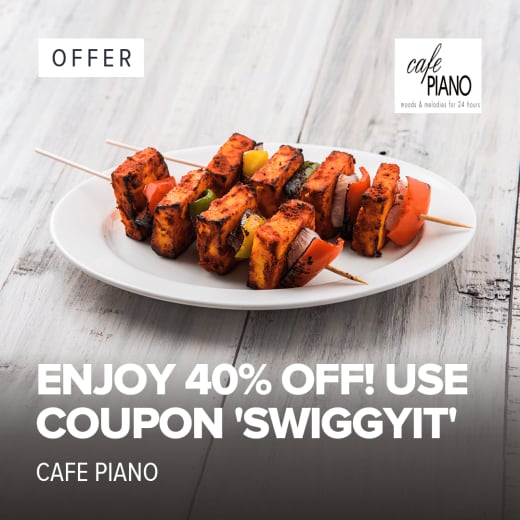 OFFER
cafe
PIANO
moods & melodies for 24 hours
ENJOY 40% OFF! USE
COUPON 'SWIGGYIT'
CAFE PIANO